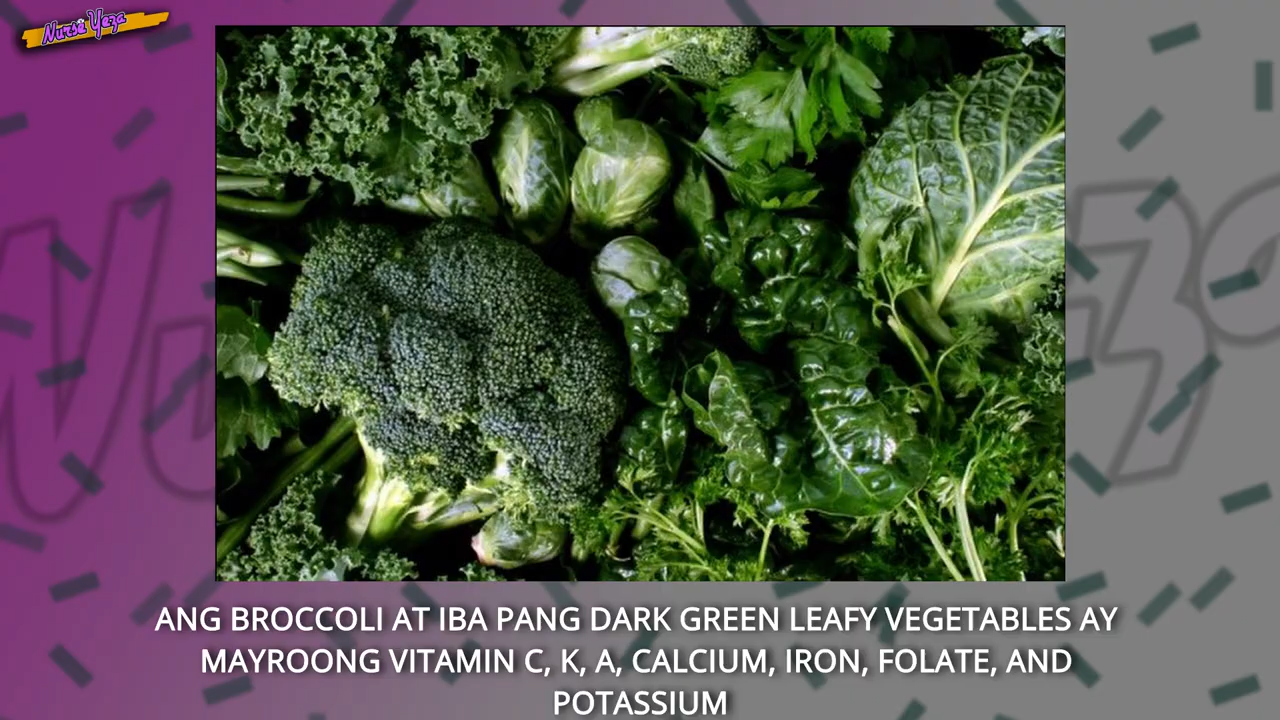 Nurse Yeza
ANG BROCCOLI AT IBA PANG DARK GREEN LEAFY VEGETABLES AY
MAYROONG VITAMIN C, K, A, CALCIUM, IRON, FOLATE, AND
POTASSIUM